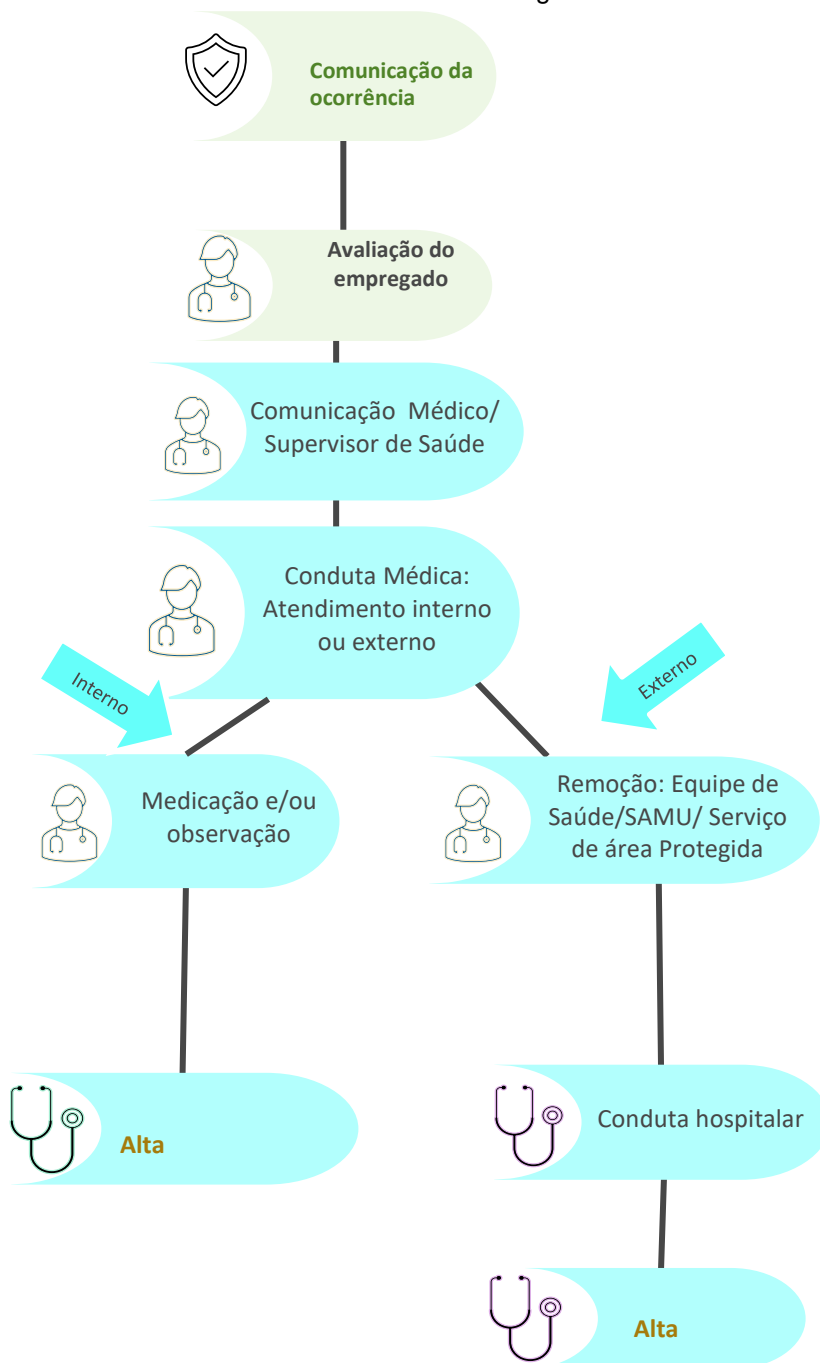 Comunicação da
ocorrência
Avaliação do
empregado
Comunicação Médico/
Supervisor de Saúde
Conduta Médica:
Atendimento interno
ou externo
Interno
Externo
Medicação e/ou
observação
Remoção: Equipe de
Saúde/SAMU/ Serviço
de área Protegida
Alta
Conduta hospitalar
Alta